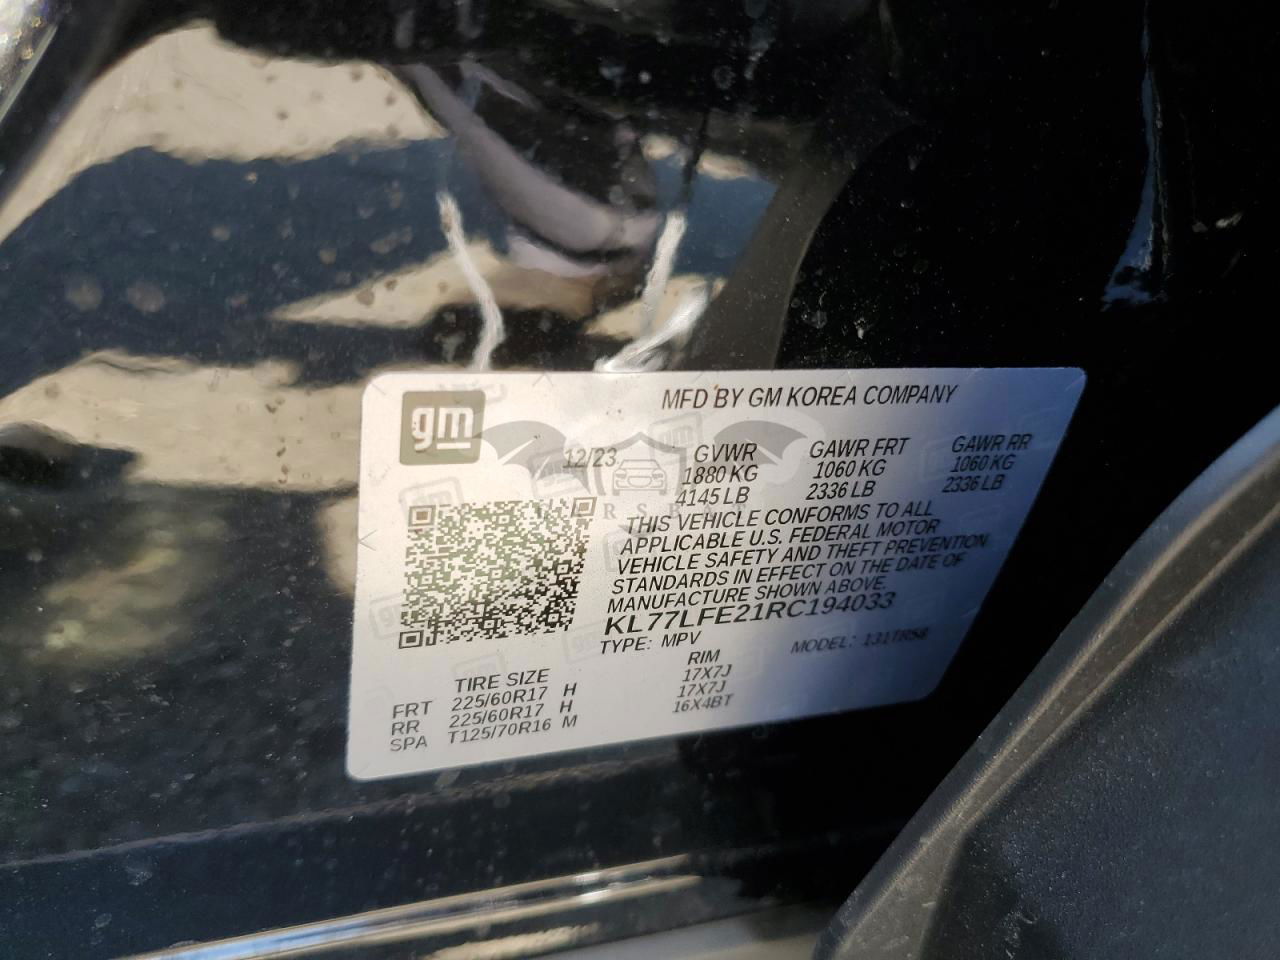 gm
MFD BY GM KOREA COMPANY
12/23 GVWR GAWR FRT GAWR RR
1880 KG 1060 KG 1060 KG
4145 LB 2336 LB 2336 LB
THIS VEHICLE CONFORMS TO ALL
APPLICABLE U.S. FEDERAL MOTOR
VEHICLE SAFETY AND THEFT PREVENTION
STANDARDS IN EFFECT ON THE DATE OF
MANUFACTURE SHOWN ABOVE.
KL77LFE21RC194033
TYPE: MPV MODEL: 131TR58
TIRE SIZE RIM
FRT 225/60R17 H 17X7J
RR 225/60R17 H 17X7J
SPA T125/70R16 M 16X4BT